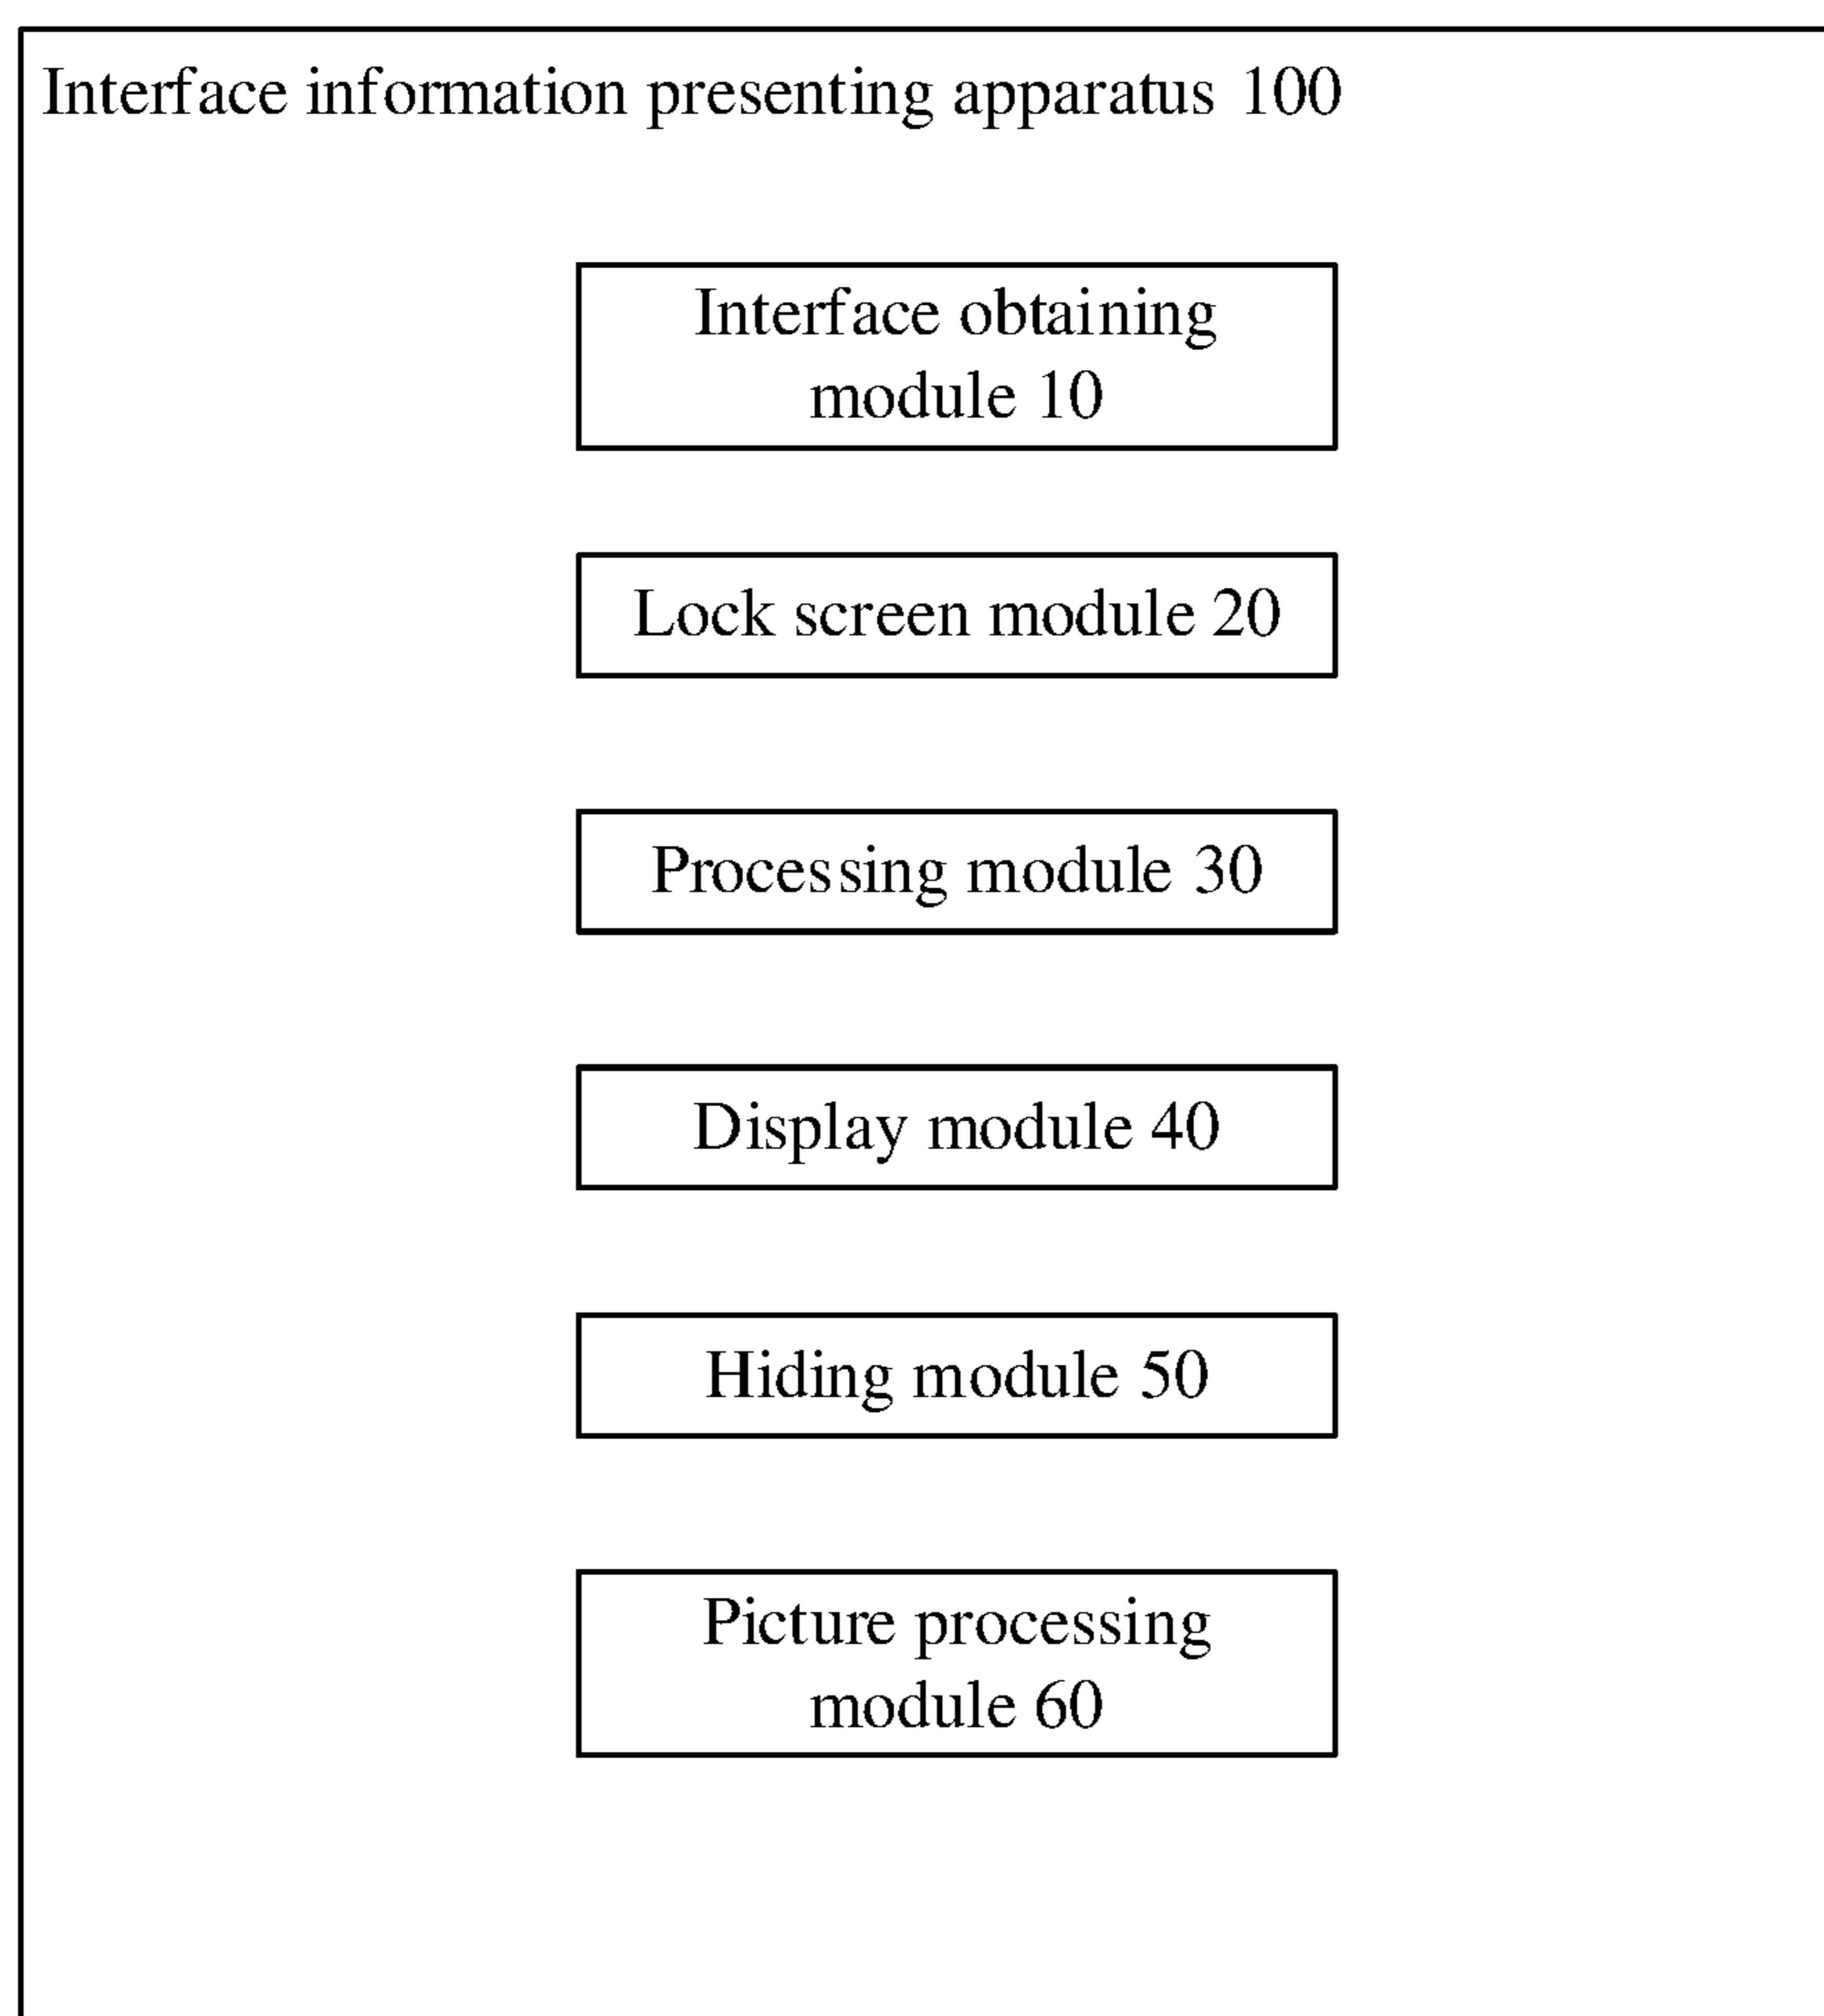 Interface information presenting apparatus 100
Interface obtaining
module 10
Lock screen module 20
Processing module 30
Display module 40
Hiding module 50
Picture processing
module 60